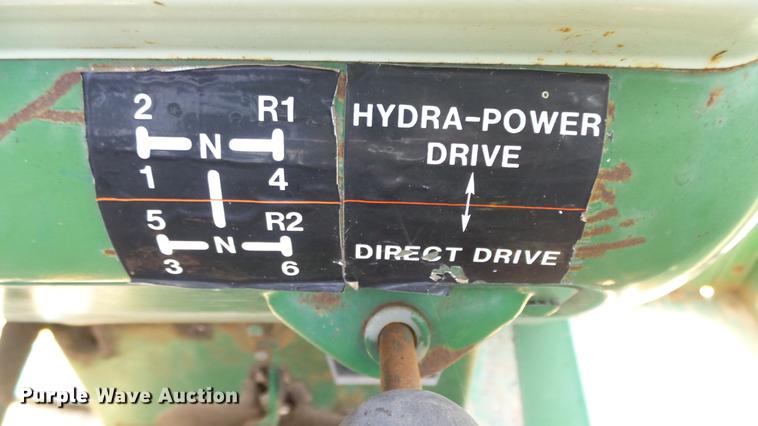 2 R1
N
1 4
5 R2
N
3 6
HYDRA-POWER
DRIVE
DIRECT DRIVE
Purple Wave Auction